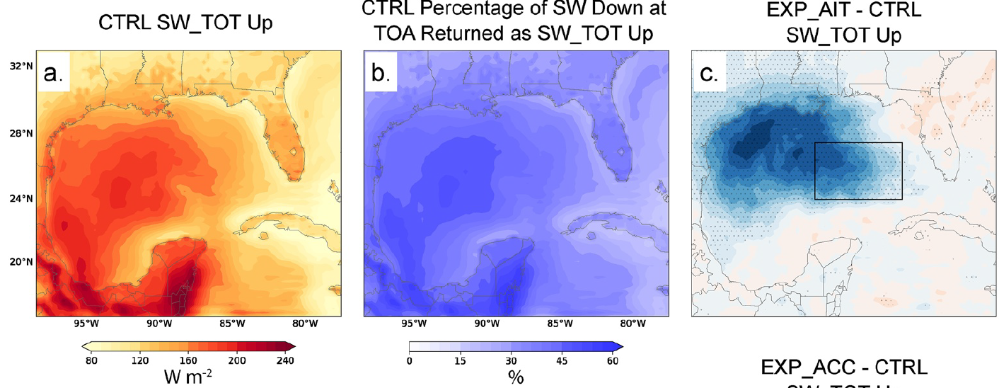 CTRL SW_TOT Up
CTRL Percentage of SW Down at
TOA Returned as SW_TOT Up
EXP_AIT - CTRL
SW_TOT Up
a.
b.
c.
32°N
28°N
24°N
20°N
95°W 90°W 85°W 80°W
95°W 90°W 85°W 80°W
80 120 160 200 240
W m-2
0 15 30 45 60
%
EXP_ACC - CTRL
SW_TOT Up